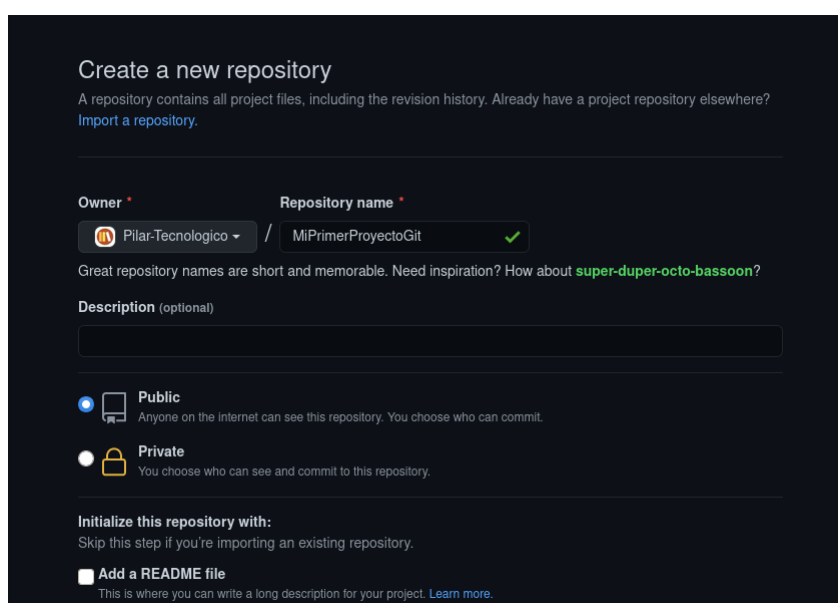 Create a new repository
A repository contains all project files, including the revision history. Already have a project repository elsewhere?
Import a repository.
Owner *
Repository name *
Pilar-Tecnologico
/
MiPrimerProyectoGit
Great repository names are short and memorable. Need inspiration? How about super-duper-octo-bassoon?
Description (optional)
Public
Anyone on the internet can see this repository. You choose who can commit.
Private
You choose who can see and commit to this repository.
Initialize this repository with:
Skip this step if you're importing an existing repository.
Add a README file
This is where you can write a long description for your project. Learn more.